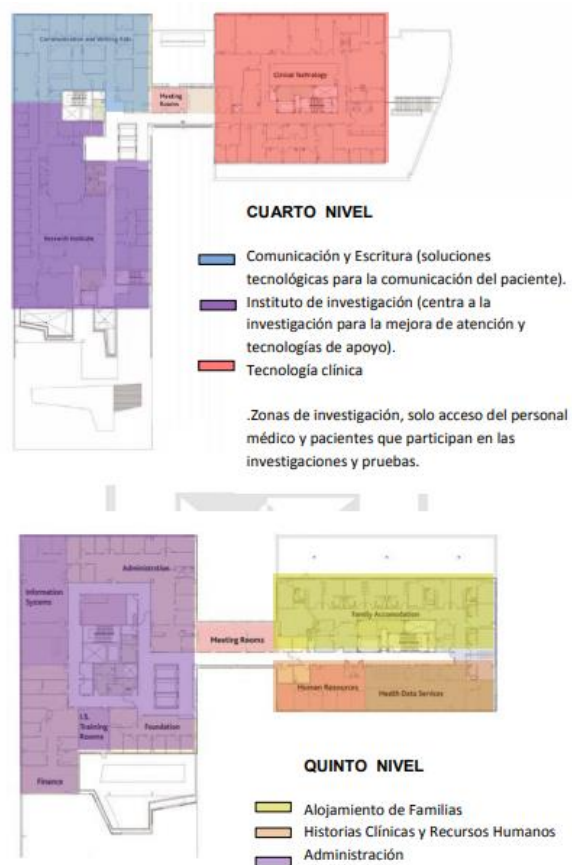 Communication and Writing Aids
Meeting
Rooms
Clinical Technology
Research Institute
CUARTO NIVEL
Comunicación y Escritura (soluciones
tecnológicas para la comunicación del paciente).
Instituto de investigación (centra a la
investigación para la mejora de atención y
tecnologías de apoyo).
Tecnología clínica
.Zonas de investigación, solo acceso del personal
médico y pacientes que participan en las
investigaciones y pruebas.
Administration
Information
Systems
Meeting Rooms
Family Accomodation
Human Resources
Health Data Services
I.S.
Training
Rooms
Foundation
Finance
QUINTO NIVEL
Alojamiento de Familias
Historias Clínicas y Recursos Humanos
Administración